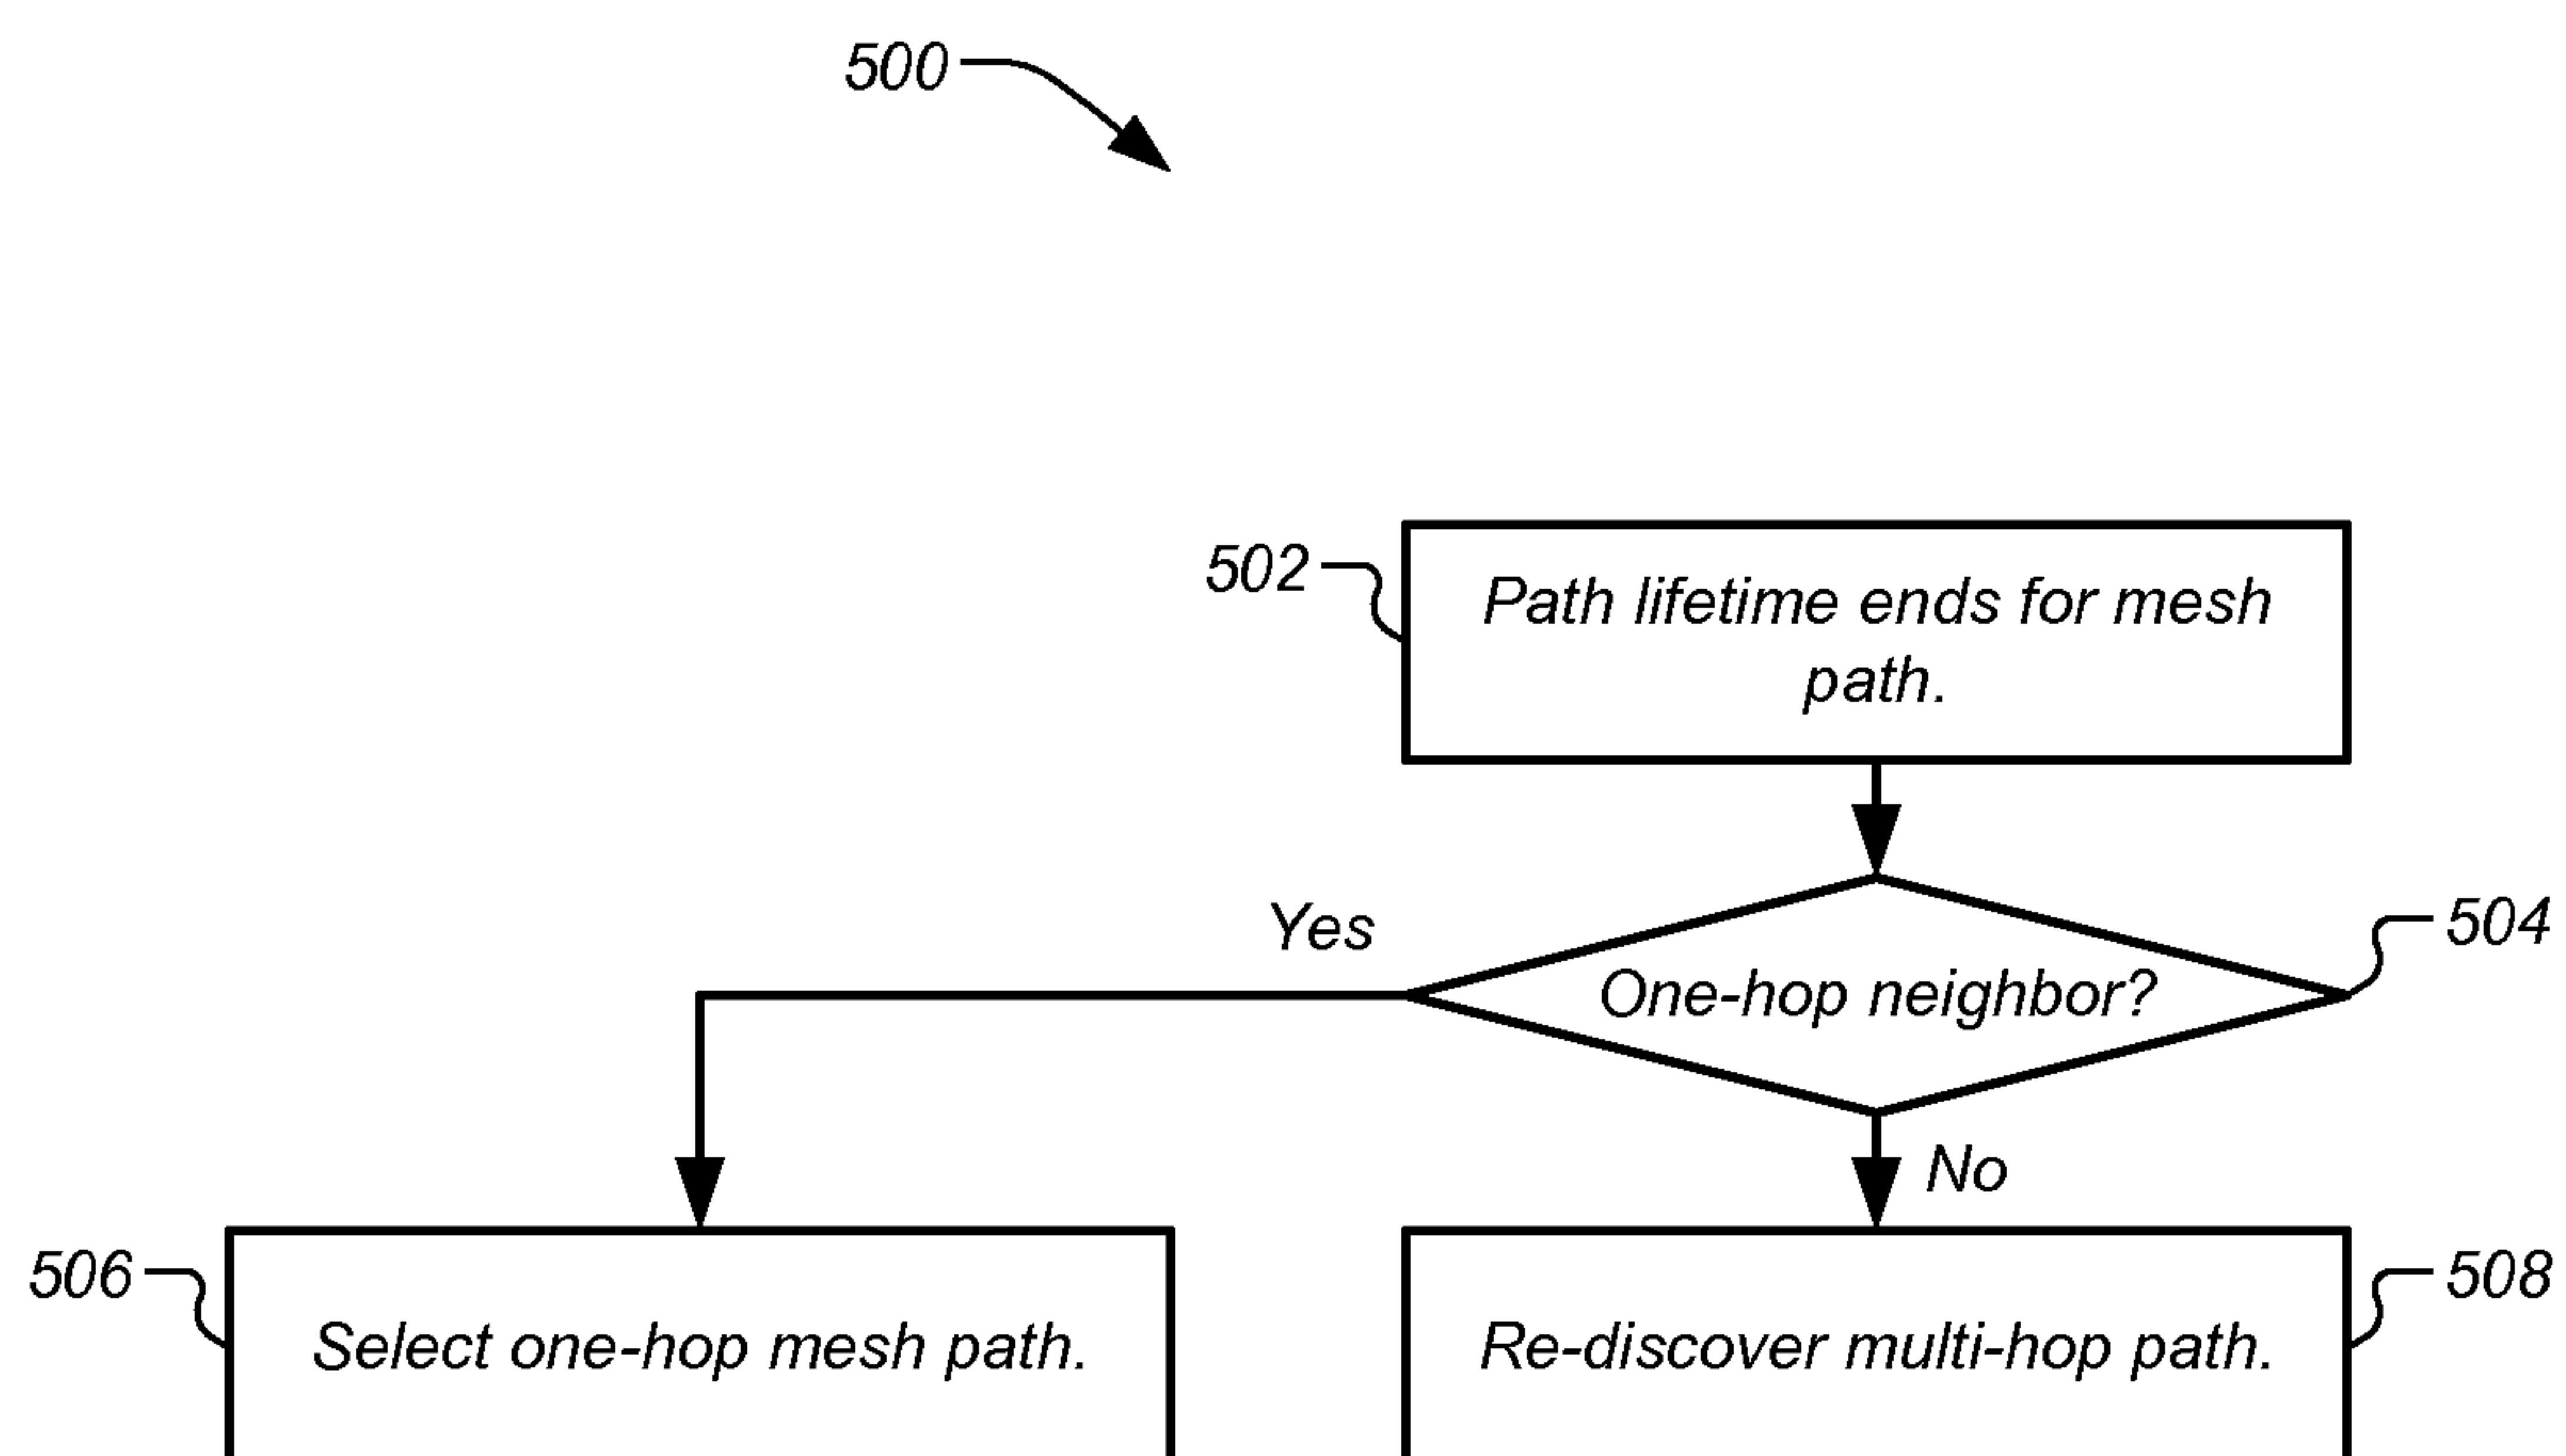 500
502
Path lifetime ends for mesh
path.
Yes
504
One-hop neighbor?
No
506
Select one-hop mesh path.
Re-discover multi-hop path.
508